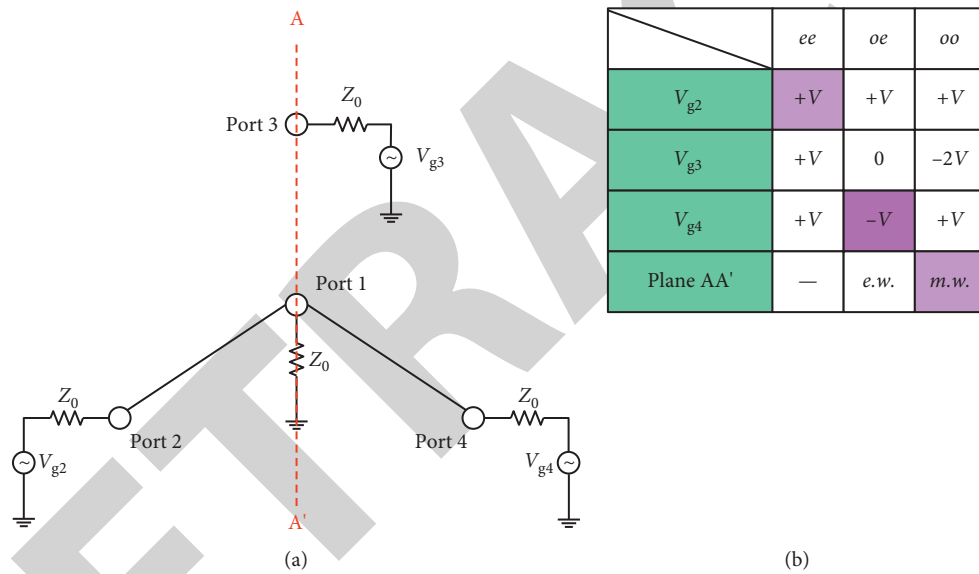 A
Port 3
Z0
Vg3
Port 1
Z0
Z0
Port 2
Vg2
Z0
Port 4
Vg4
A'
(a)
ee oe oo
Vg2 +V +V +V
Vg3 +V 0 –2V
Vg4 +V –V +V
Plane AA' — e.w. m.w.
(b)